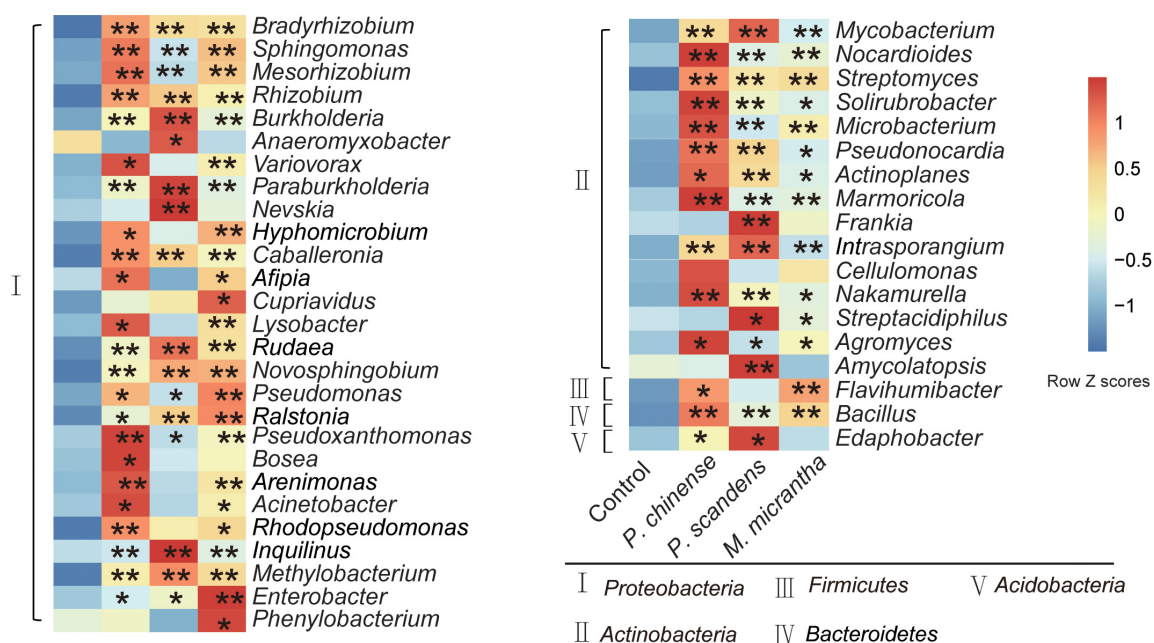 I
** ** ** Bradyrhizobium
** ** ** Sphingomonas
** ** ** Mesorhizobium
** ** ** Rhizobium
** ** ** Burkholderia
* Anaeromyxobacter
* ** Variovorax
** ** ** Paraburkholderia
** Nevskia
* ** Hyphomicrobium
** ** ** Caballeronia
* * Afipia
* Cupriavidus
* ** Lysobacter
** ** ** Rudaea
** ** ** Novosphingobium
* * ** Pseudomonas
* ** ** Ralstonia
** * ** Pseudoxanthomonas
* Bosea
** ** Arenimonas
* * Acinetobacter
** * Rhodopseudomonas
** ** ** Inquilinus
** ** ** Methylobacterium
* * ** Enterobacter
* Phenylobacterium
II
** ** ** Mycobacterium
** ** ** Nocardioides
** ** ** Streptomyces
** ** * Solirubrobacter
** ** ** Microbacterium
** ** * Pseudonocardia
* ** * Actinoplanes
** ** ** Marmoricola
** Frankia
** ** ** Intrasporangium
Cellulomonas
** ** * Nakamurella
* * Streptacidiphilus
* * * Agromyces
** Amycolatopsis
III * ** Flavihumibacter
IV ** ** ** Bacillus
V * * Edaphobacter
Control
P. chinense
P. scandens
M. micrantha
1
0.5
0
−0.5
−1
Row Z scores
I Proteobacteria III Firmicutes V Acidobacteria
II Actinobacteria IV Bacteroidetes